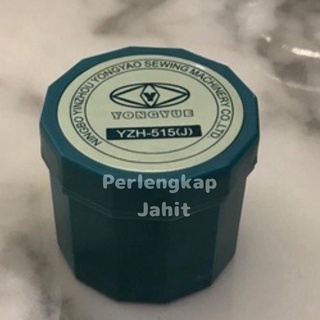 NINGBO YINZHOU YONGYAO SEWING MACHINERY CO.,LTD
YONGYUE
YZH-515(J)
Perlengkap
Jahit